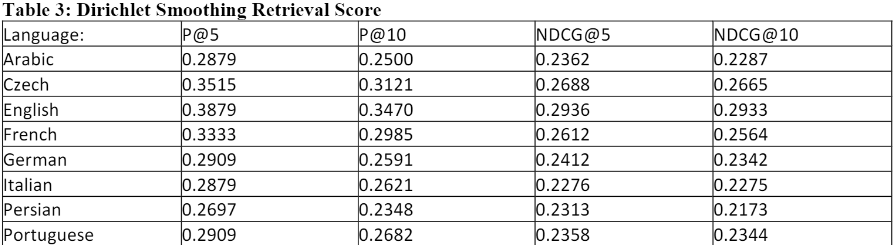 Table 3: Dirichlet Smoothing Retrieval Score
Language: P@5 P@10 NDCG@5 NDCG@10
Arabic 0.2879 0.2500 0.2362 0.2287
Czech 0.3515 0.3121 0.2688 0.2665
English 0.3879 0.3470 0.2936 0.2933
French 0.3333 0.2985 0.2612 0.2564
German 0.2909 0.2591 0.2412 0.2342
Italian 0.2879 0.2621 0.2276 0.2275
Persian 0.2697 0.2348 0.2313 0.2173
Portuguese 0.2909 0.2682 0.2358 0.2344